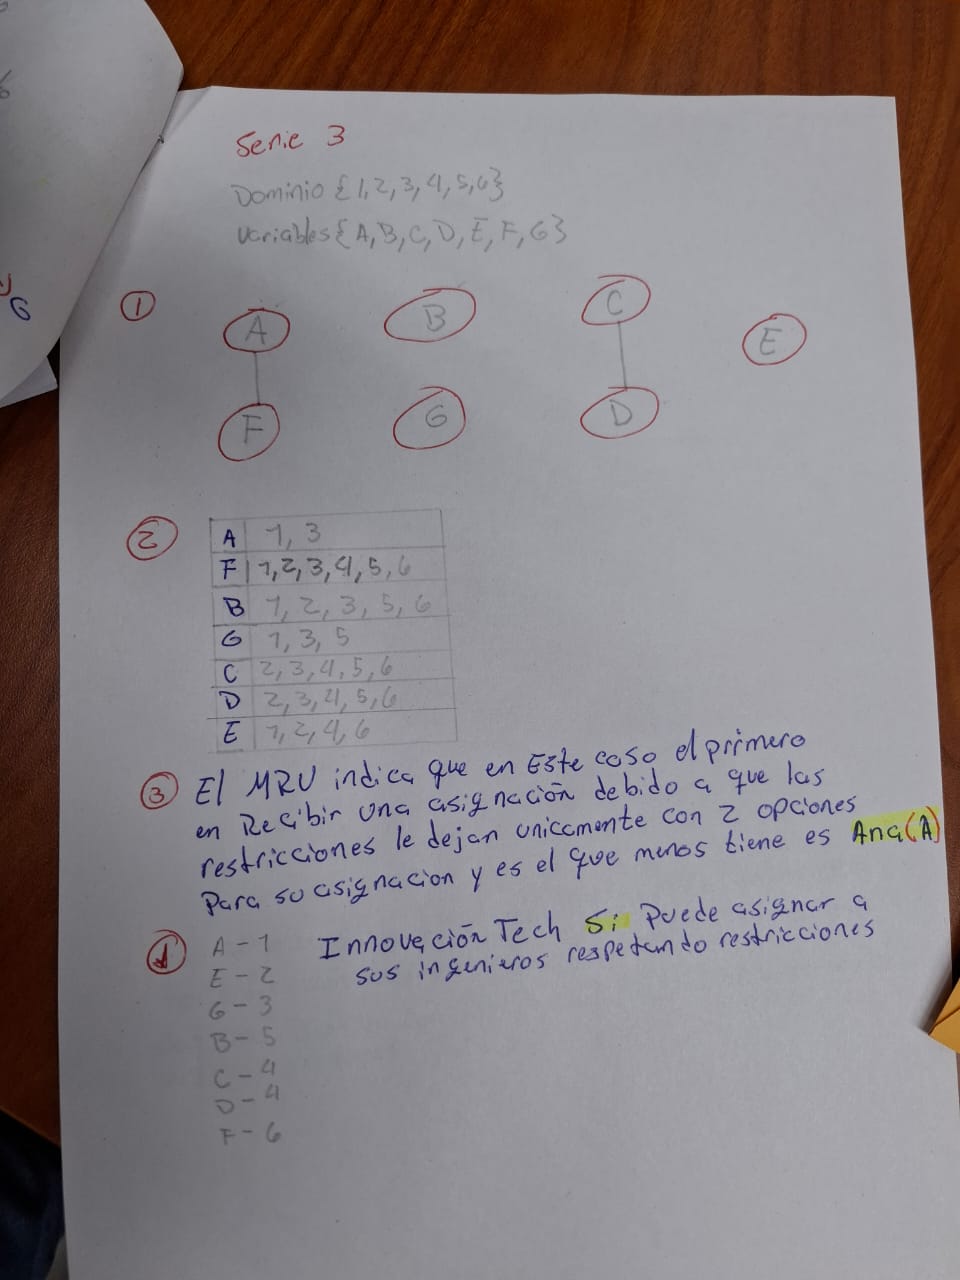 6
G
Serie 3
Dominio {1,2,3,4,5,6}
Variables {A,B,C,D,E,F,G}
1
A B C E
F G D
2
A 1, 3
F 1,2,3,4,5,6
B 1, 2, 3, 5, 6
G 1, 3, 5
C 2,3,4,5,6
D 2,3,4,5,6
E 1,2,4,6
3 El MRV indica que en Este caso el primero
en Recibir una asignación debido a que las
restricciones le dejan unicamente con 2 opciones
Para su asignacion y es el que menos tiene es Ana(A)
A - 1
E - 2
G - 3
B - 5
C - 4
D - 4
F - 6
Innovación Tech Si Puede asignar a
sus ingenieros respetando restricciones